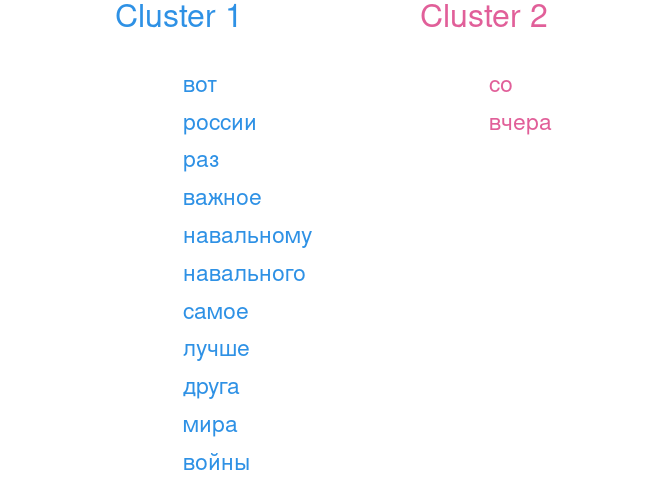 Cluster 1
вот
россии
раз
важное
навальному
навального
самое
лучше
друга
мира
войны
Cluster 2
со
вчера